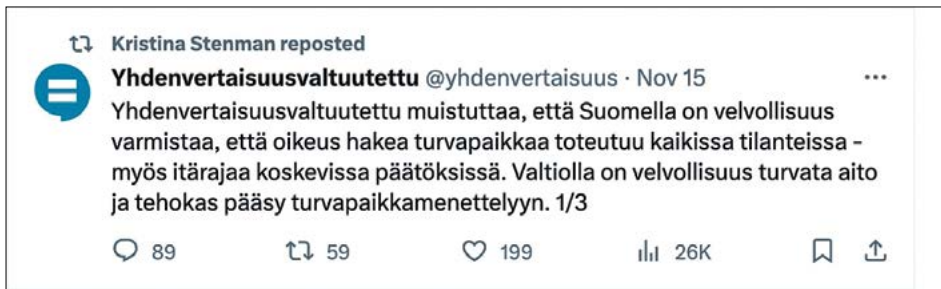 Kristina Stenman reposted
Yhdenvertaisuusvaltuutettu @yhdenvertaisuus · Nov 15
Yhdenvertaisuusvaltuutettu muistuttaa, että Suomella on velvollisuus
varmistaa, että oikeus hakea turvapaikkaa toteutuu kaikissa tilanteissa –
myös itärajaa koskevissa päätöksissä. Valtiolla on velvollisuus turvata aito
ja tehokas pääsy turvapaikkamenettelyyn. 1/3
89 59 199 26K